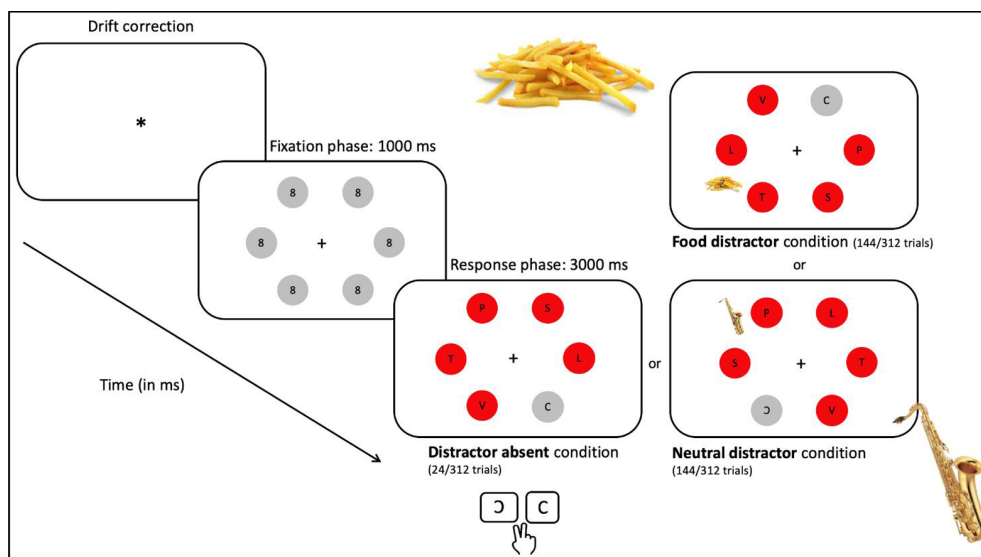 Drift correction
*
Fixation phase: 1000 ms
8 8
8 + 8
8 8
Response phase: 3000 ms
P S
T + L
V C
Distractor absent condition
(24/312 trials)
or
V C
L + P
T S
Food distractor condition (144/312 trials)
or
P L
S + T
Ɔ V
Neutral distractor condition
(144/312 trials)
Time (in ms)
Ɔ C